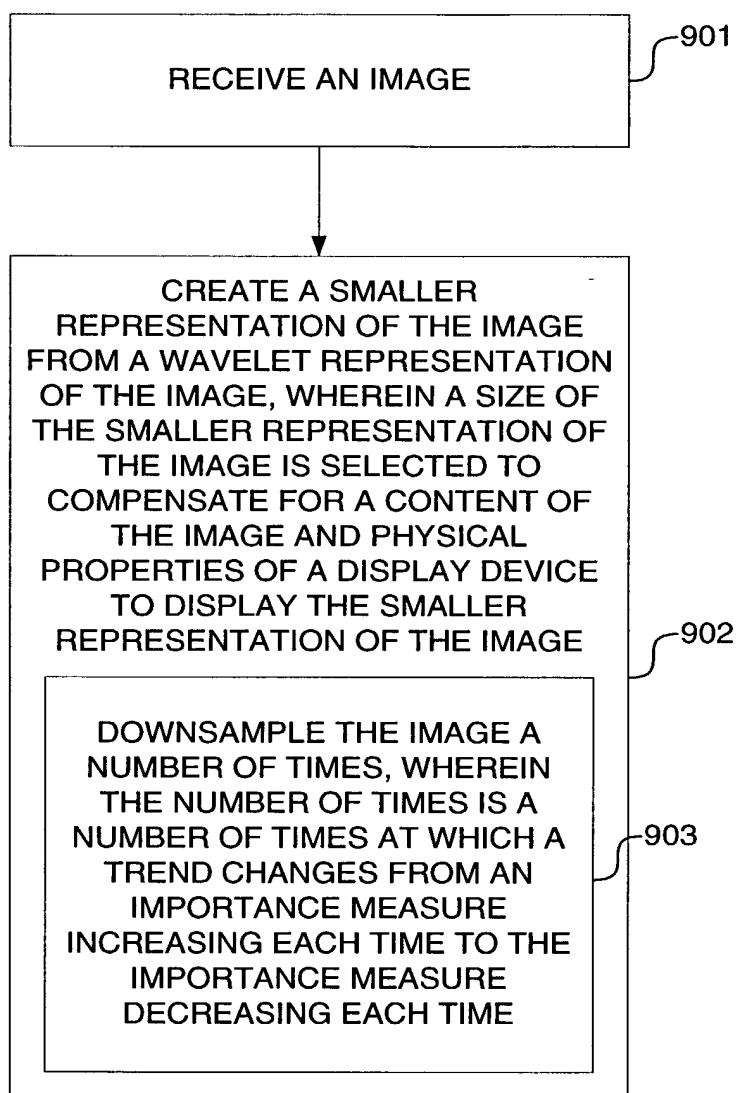 901
RECEIVE AN IMAGE
CREATE A SMALLER
REPRESENTATION OF THE IMAGE
FROM A WAVELET REPRESENTATION
OF THE IMAGE, WHEREIN A SIZE OF
THE SMALLER REPRESENTATION OF
THE IMAGE IS SELECTED TO
COMPENSATE FOR A CONTENT OF
THE IMAGE AND PHYSICAL
PROPERTIES OF A DISPLAY DEVICE
TO DISPLAY THE SMALLER
REPRESENTATION OF THE IMAGE
902
DOWNSAMPLE THE IMAGE A
NUMBER OF TIMES, WHEREIN
THE NUMBER OF TIMES IS A
NUMBER OF TIMES AT WHICH A
TREND CHANGES FROM AN
IMPORTANCE MEASURE
INCREASING EACH TIME TO THE
IMPORTANCE MEASURE
DECREASING EACH TIME
903